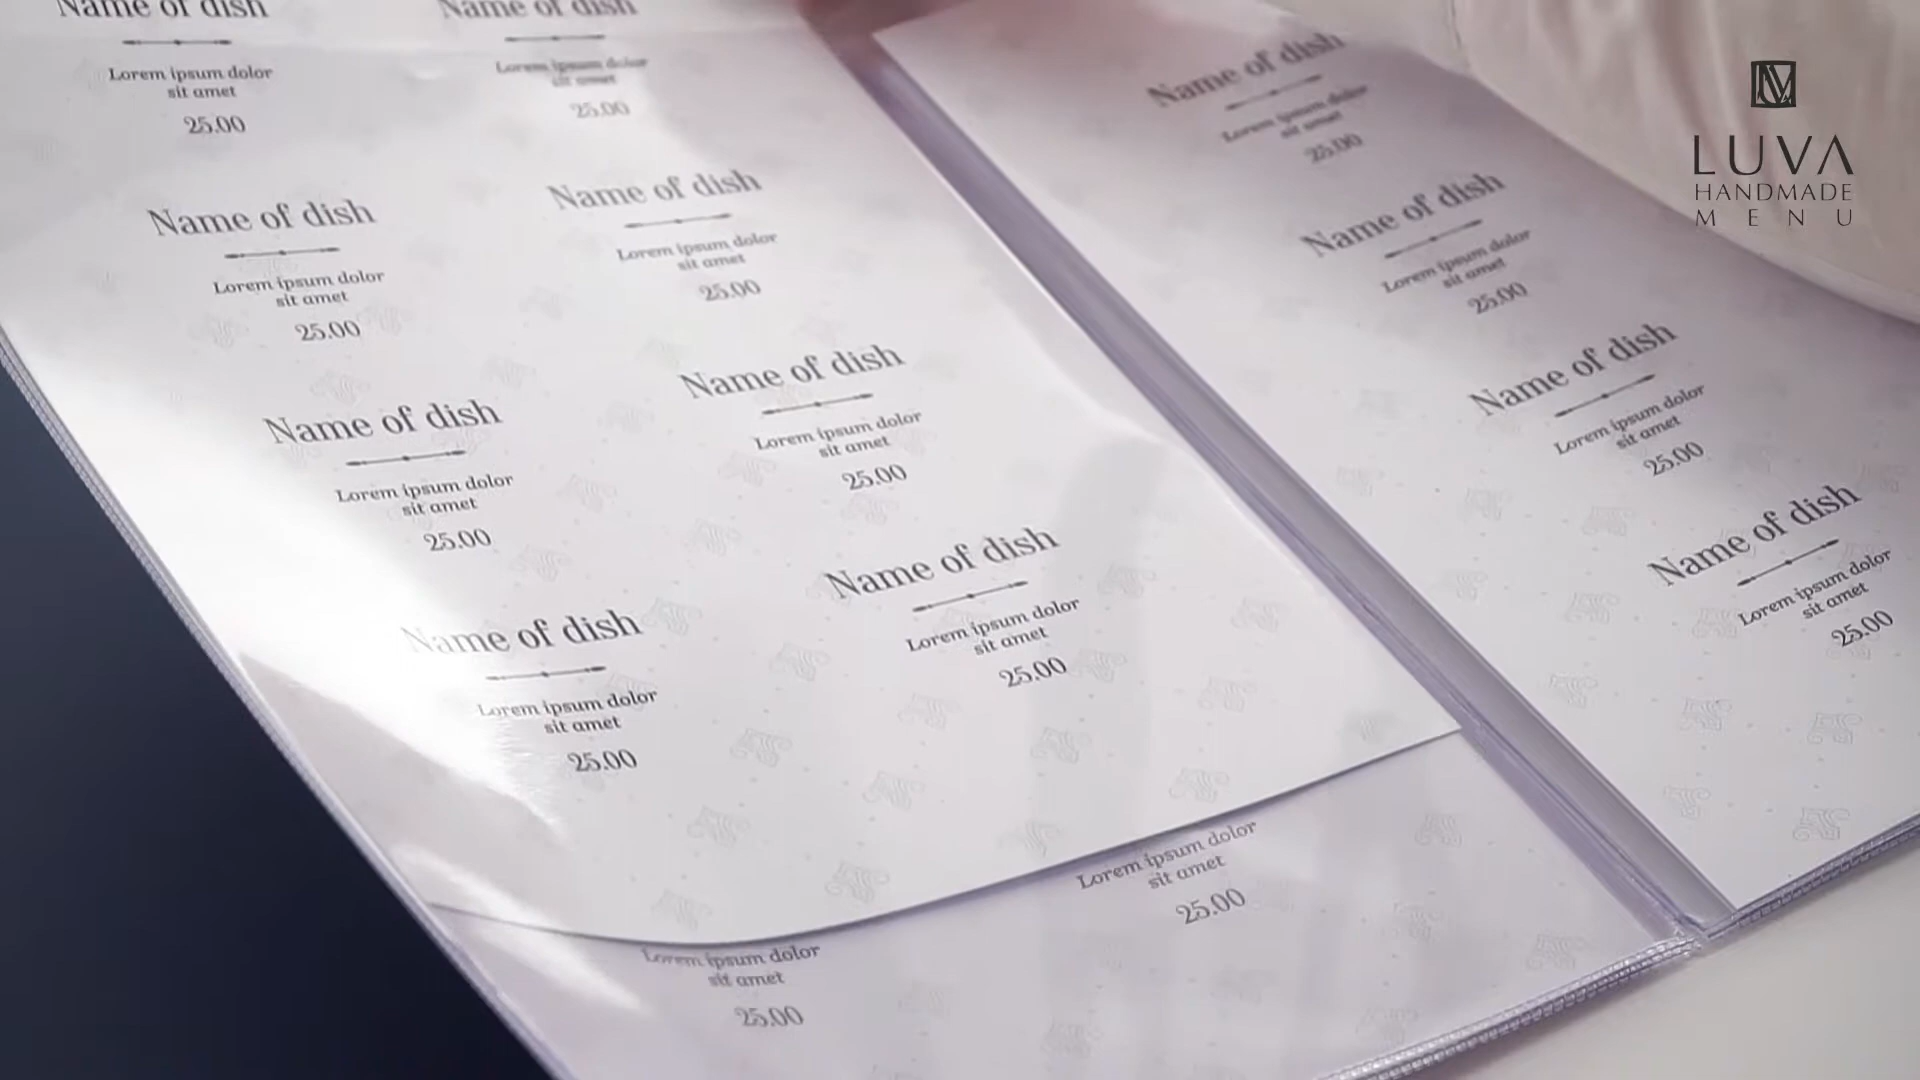 Name of dish
Lorem ipsum dolor
sit amet
25.00
Name of dish
Lorem ipsum dolor
sit amet
25.00
Name of dish
Lorem ipsum dolor
sit amet
25.00
Name of dish
Lorem ipsum dolor
sit amet
25.00
Lorem ipsum dolor
sit amet
25.00
Name of dish
Lorem ipsum dolor
sit amet
25.00
Name of dish
Lorem ipsum dolor
sit amet
25.00
Name of dish
Lorem ipsum dolor
sit amet
25.00
Name of dish
Lorem ipsum dolor
sit amet
25.00
Lorem ipsum dolor
sit amet
25.00
Name of dish
Lorem ipsum dolor
sit amet
25.00
Name of dish
Lorem ipsum dolor
sit amet
25.00
Name of dish
Lorem ipsum dolor
sit amet
25.00
Name of dish
Lorem ipsum dolor
sit amet
25.00
LUVA
HANDMADE
MENU